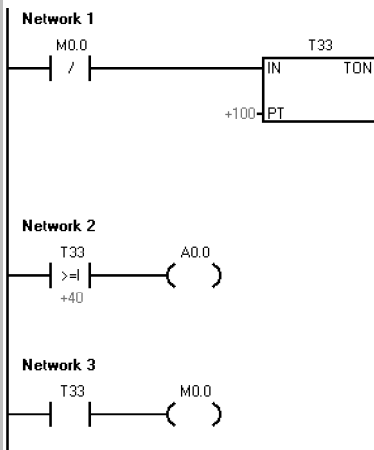 Network 1
M0.0
/
T33
IN TON
+100 PT
Network 2
T33 A0.0
>=I
+40
Network 3
T33 M0.0